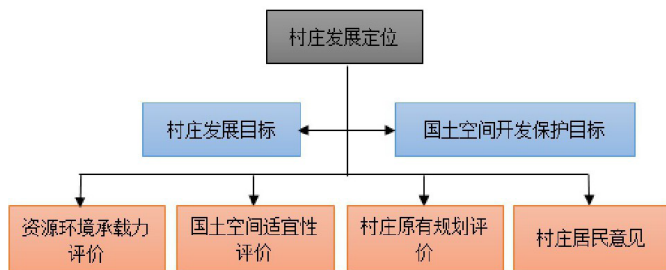 村庄发展定位
村庄发展目标
国土空间开发保护目标
资源环境承载力
评价
国土空间适宜性
评价
村庄原有规划评
价
村庄居民意见